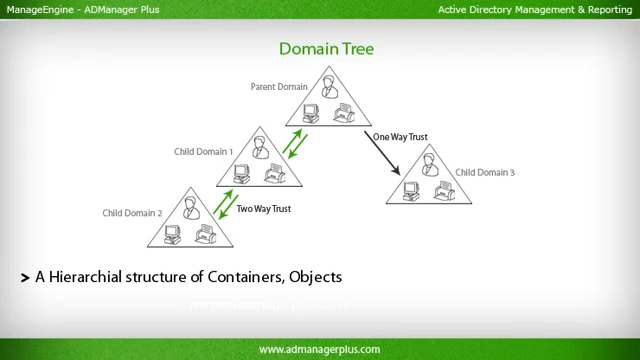 ManageEngine - ADManager Plus
Active Directory Management & Reporting
Domain Tree
Parent Domain
One Way Trust
Child Domain 1
Child Domain 3
Two Way Trust
Child Domain 2
> A Hierarchial structure of Containers, Objects
www.admanagerplus.com